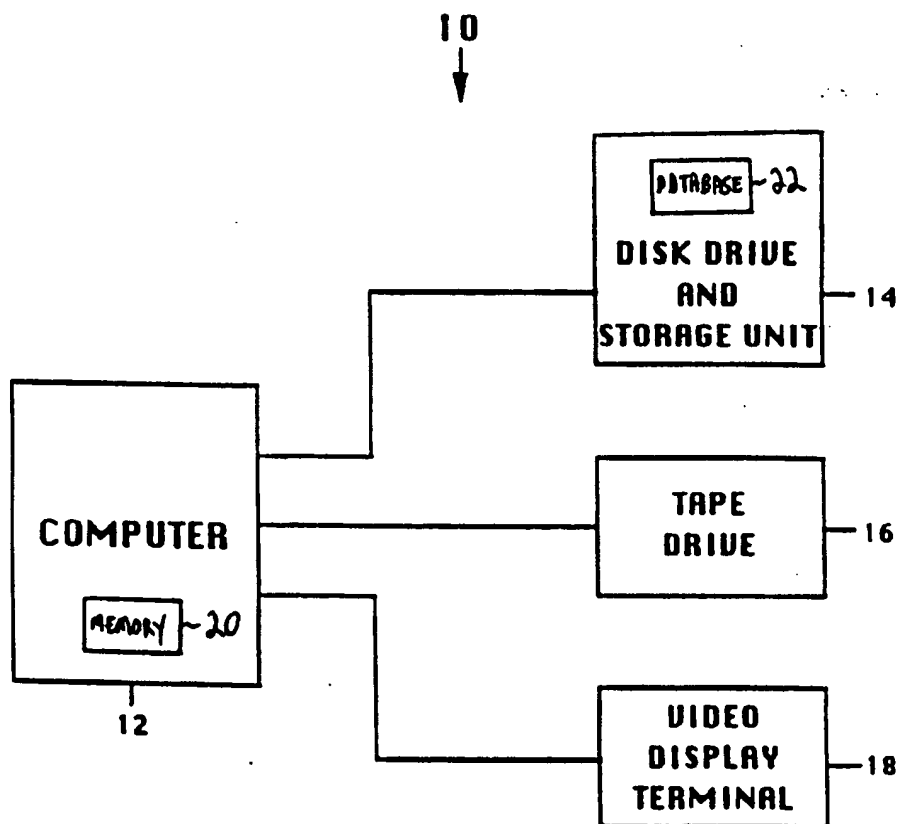 10
DATABASE 22
DISK DRIVE
AND
STORAGE UNIT
14
COMPUTER
MEMORY 20
12
TAPE
DRIVE
16
VIDEO
DISPLAY
TERMINAL
18